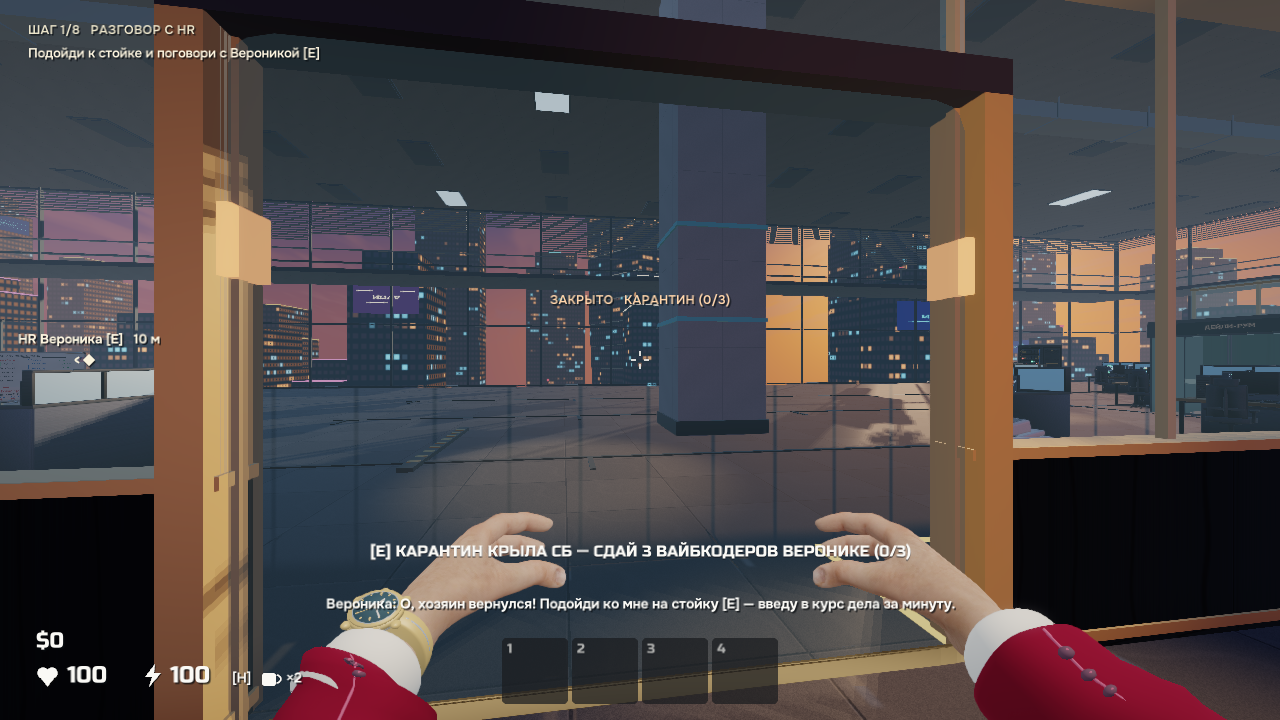 ШАГ 1/8 РАЗГОВОР С HR
Подойди к стойке и поговори с Вероникой [E]
ЗАКРЫТО КАРАНТИН (0/3)
HR Вероника [E] 10 м
[E] КАРАНТИН КРЫЛА СБ — СДАЙ 3 ВАЙБКОДЕРОВ ВЕРОНИКЕ (0/3)
Вероника: О, хозяин вернулся! Подойди ко мне на стойку [E] — введу в курс дела за минуту.
$0
100
100
[H]
×2
1
2
3
4